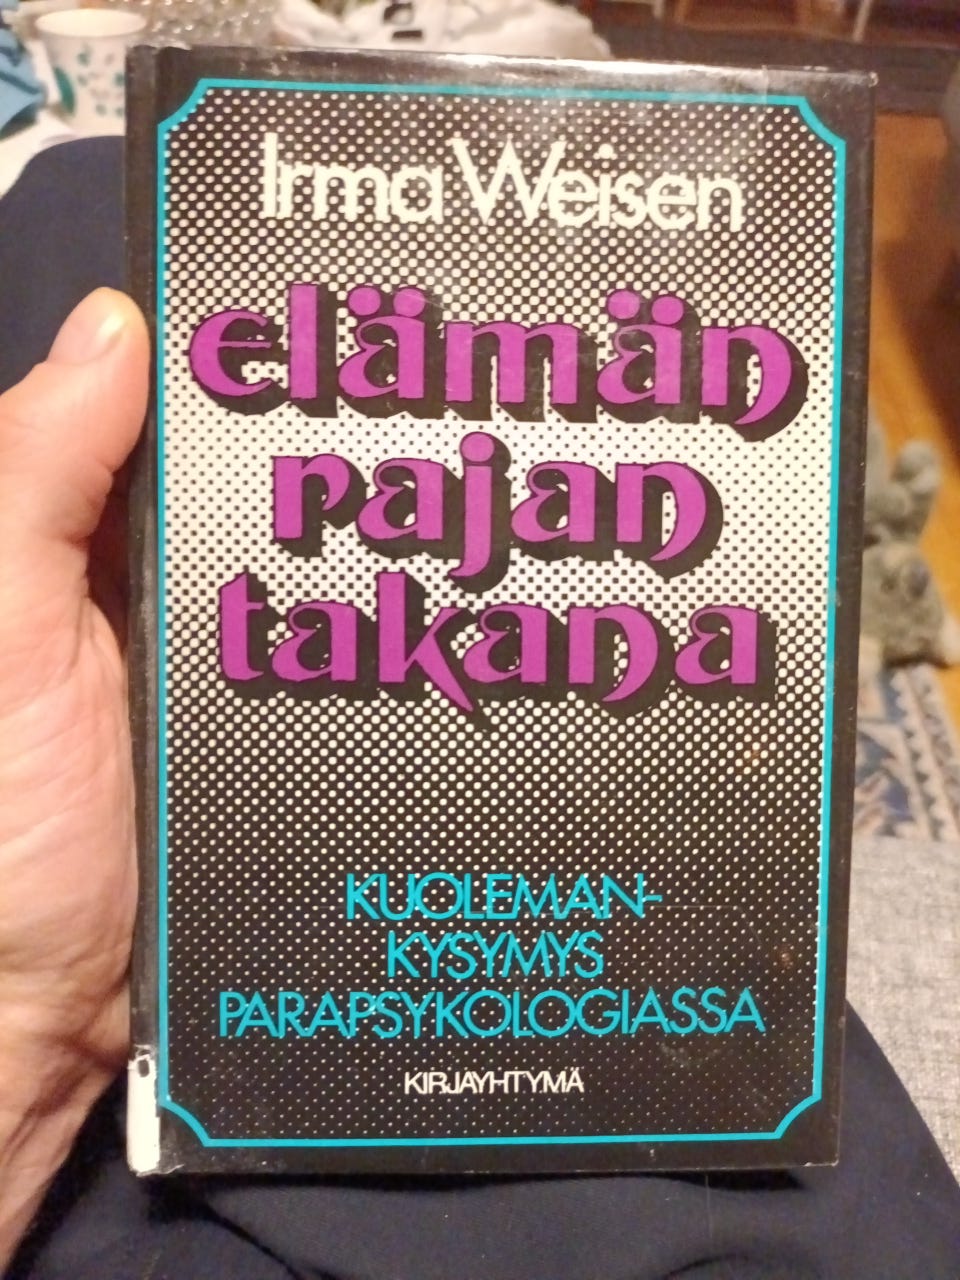 Irma Weisen
elämän
rajan
takana
KUOLEMAN-
KYSYMYS
PARAPSYKOLOGIASSA
KIRJAYHTYMÄ